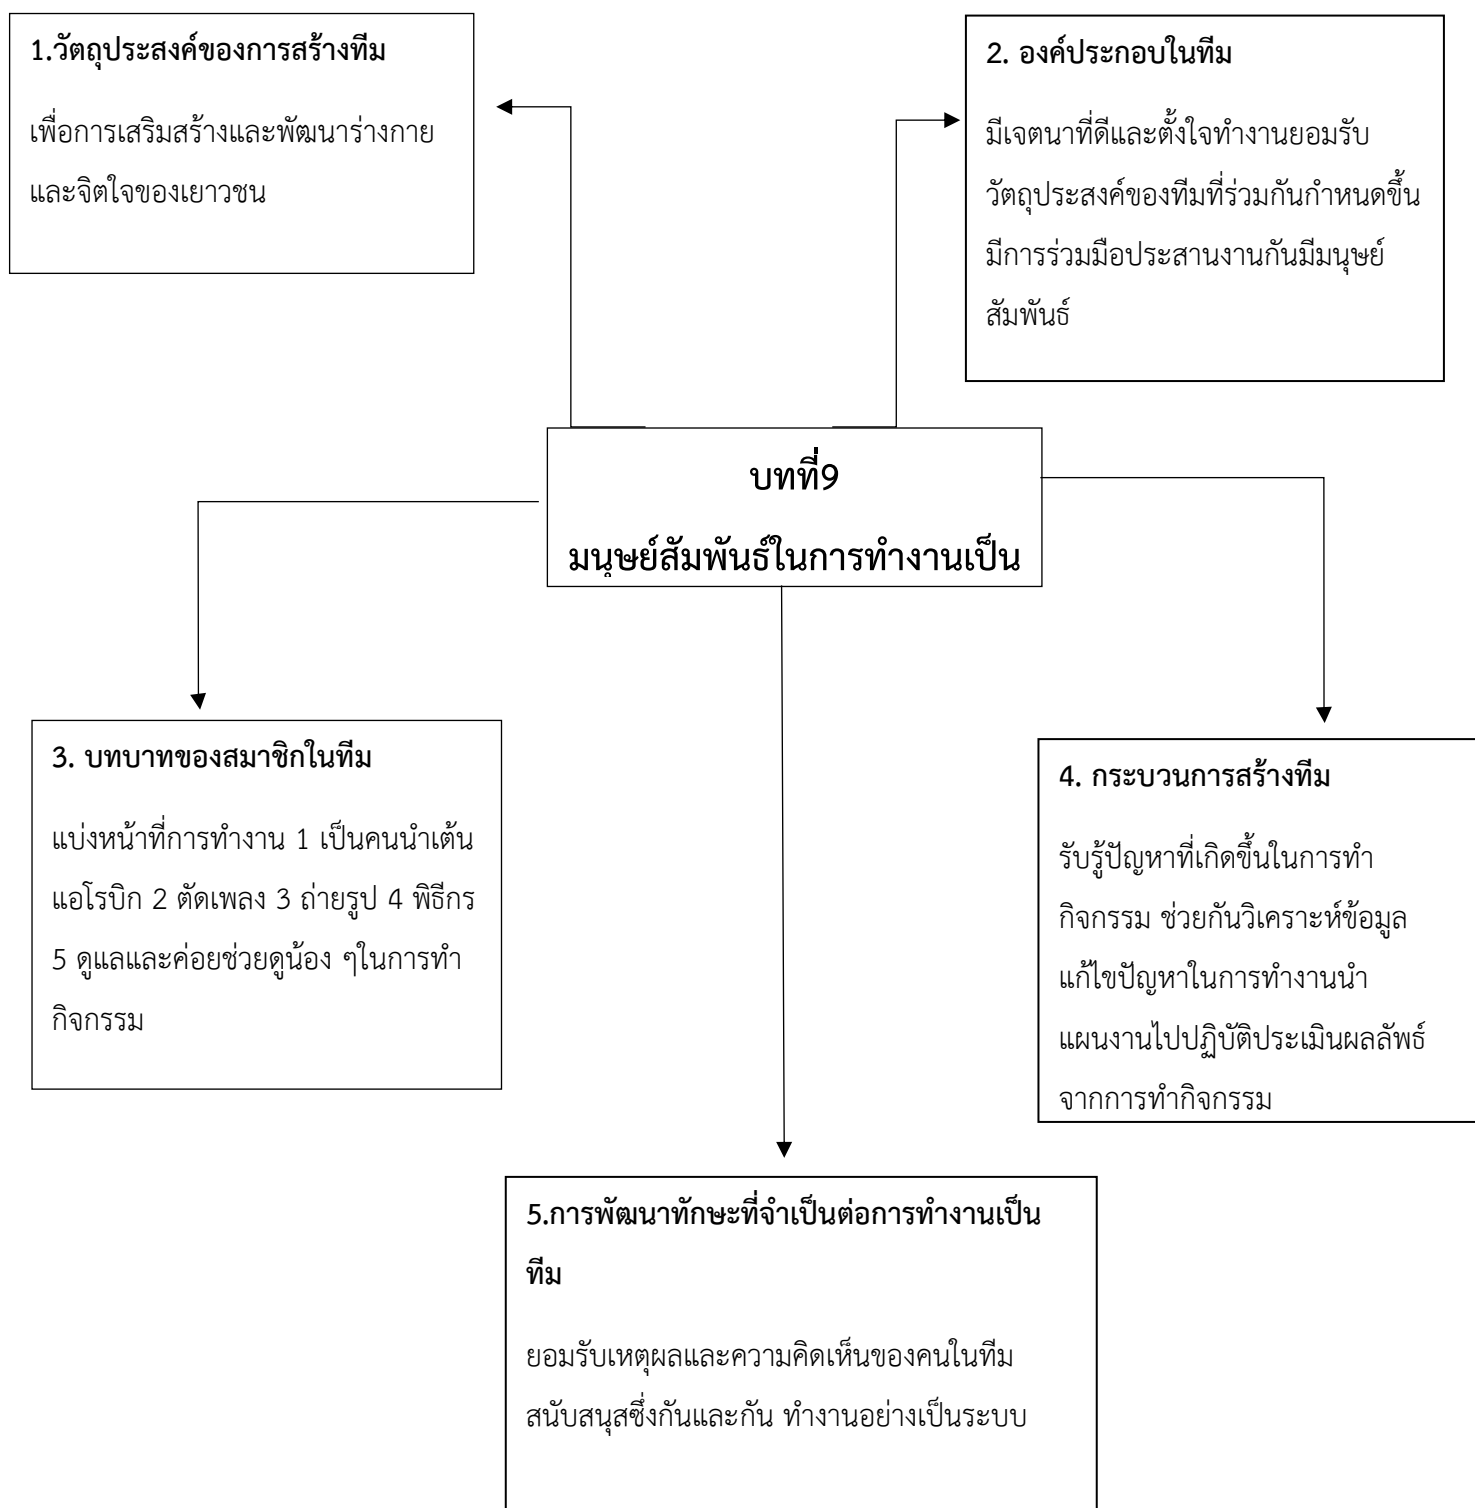 1.วัตถุประสงค์ของการสร้างทีม
เพื่อการเสริมสร้างและพัฒนาร่างกาย
และจิตใจของเยาวชน
2. องค์ประกอบในทีม
มีเจตนาที่ดีและตั้งใจทำงานยอมรับ
วัตถุประสงค์ของทีมที่ร่วมกันกำหนดขึ้น
มีการร่วมมือประสานงานกันมีมนุษย์
สัมพันธ์
บทที่9
มนุษย์สัมพันธ์ในการทำงานเป็น
3. บทบาทของสมาชิกในทีม
แบ่งหน้าที่การทำงาน 1 เป็นคนนำเต้น
แอโรบิก 2 ตัดเพลง 3 ถ่ายรูป 4 พิธีกร
5 ดูแลและค่อยช่วยดูน้อง ๆในการทำ
กิจกรรม
4. กระบวนการสร้างทีม
รับรู้ปัญหาที่เกิดขึ้นในการทำ
กิจกรรม ช่วยกันวิเคราะห์ข้อมูล
แก้ไขปัญหาในการทำงานนำ
แผนงานไปปฏิบัติประเมินผลลัพธ์
จากการทำกิจกรรม
5.การพัฒนาทักษะที่จำเป็นต่อการทำงานเป็น
ทีม
ยอมรับเหตุผลและความคิดเห็นของคนในทีม
สนับสนุสซึ่งกันและกัน ทำงานอย่างเป็นระบบ